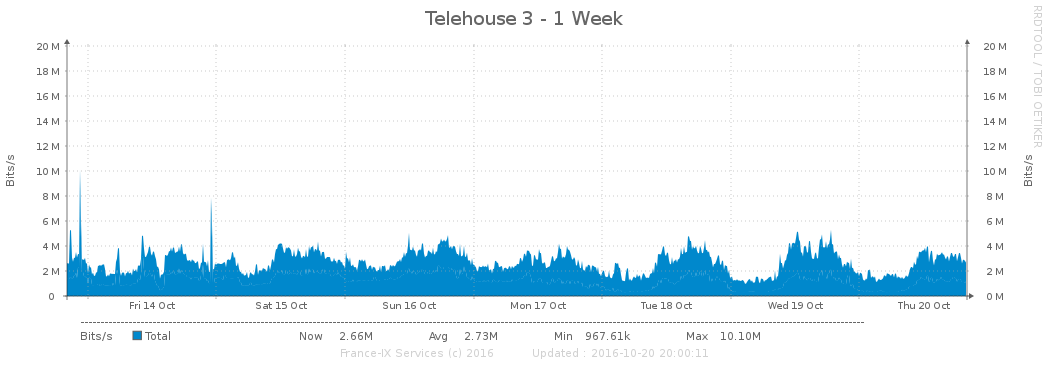 Telehouse 3 - 1 Week
RRDTOOL / TOBI OETIKER
Bits/s
Bits/s
20 M 20 M
18 M 18 M
16 M 16 M
14 M 14 M
12 M 12 M
10 M 10 M
8 M 8 M
6 M 6 M
4 M 4 M
2 M 2 M
0 0 M
Fri 14 Oct Sat 15 Oct Sun 16 Oct Mon 17 Oct Tue 18 Oct Wed 19 Oct Thu 20 Oct
Bits/s Total Now 2.66M Avg 2.73M Min 967.61k Max 10.10M
France-IX Services (c) 2016 Updated : 2016-10-20 20:00:11